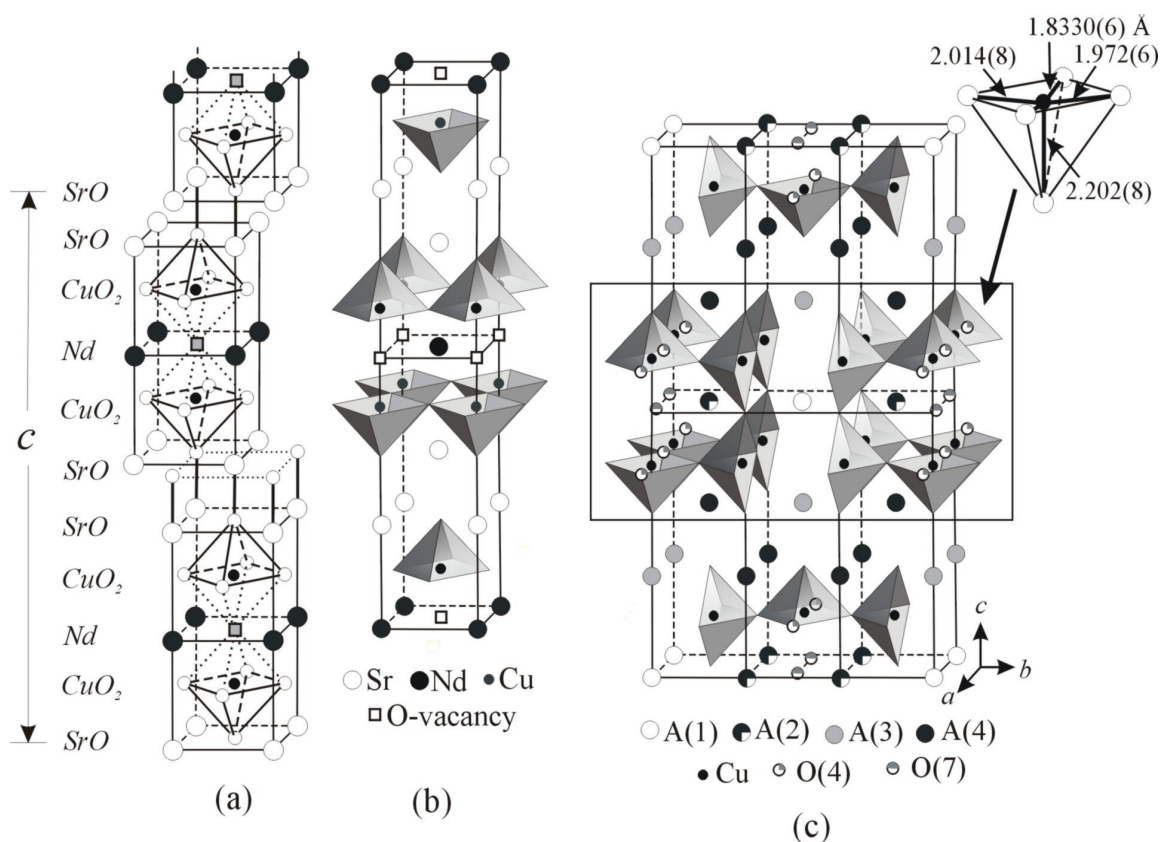 1.8330(6) Å
2.014(8)
1.972(6)
2.202(8)
SrO
SrO
CuO₂
Nd
CuO₂
SrO
SrO
CuO₂
Nd
CuO₂
SrO
c
Sr Nd Cu
O-vacancy
c
b
a
A(1) A(2) A(3) A(4)
Cu O(4) O(7)
(a)
(b)
(c)